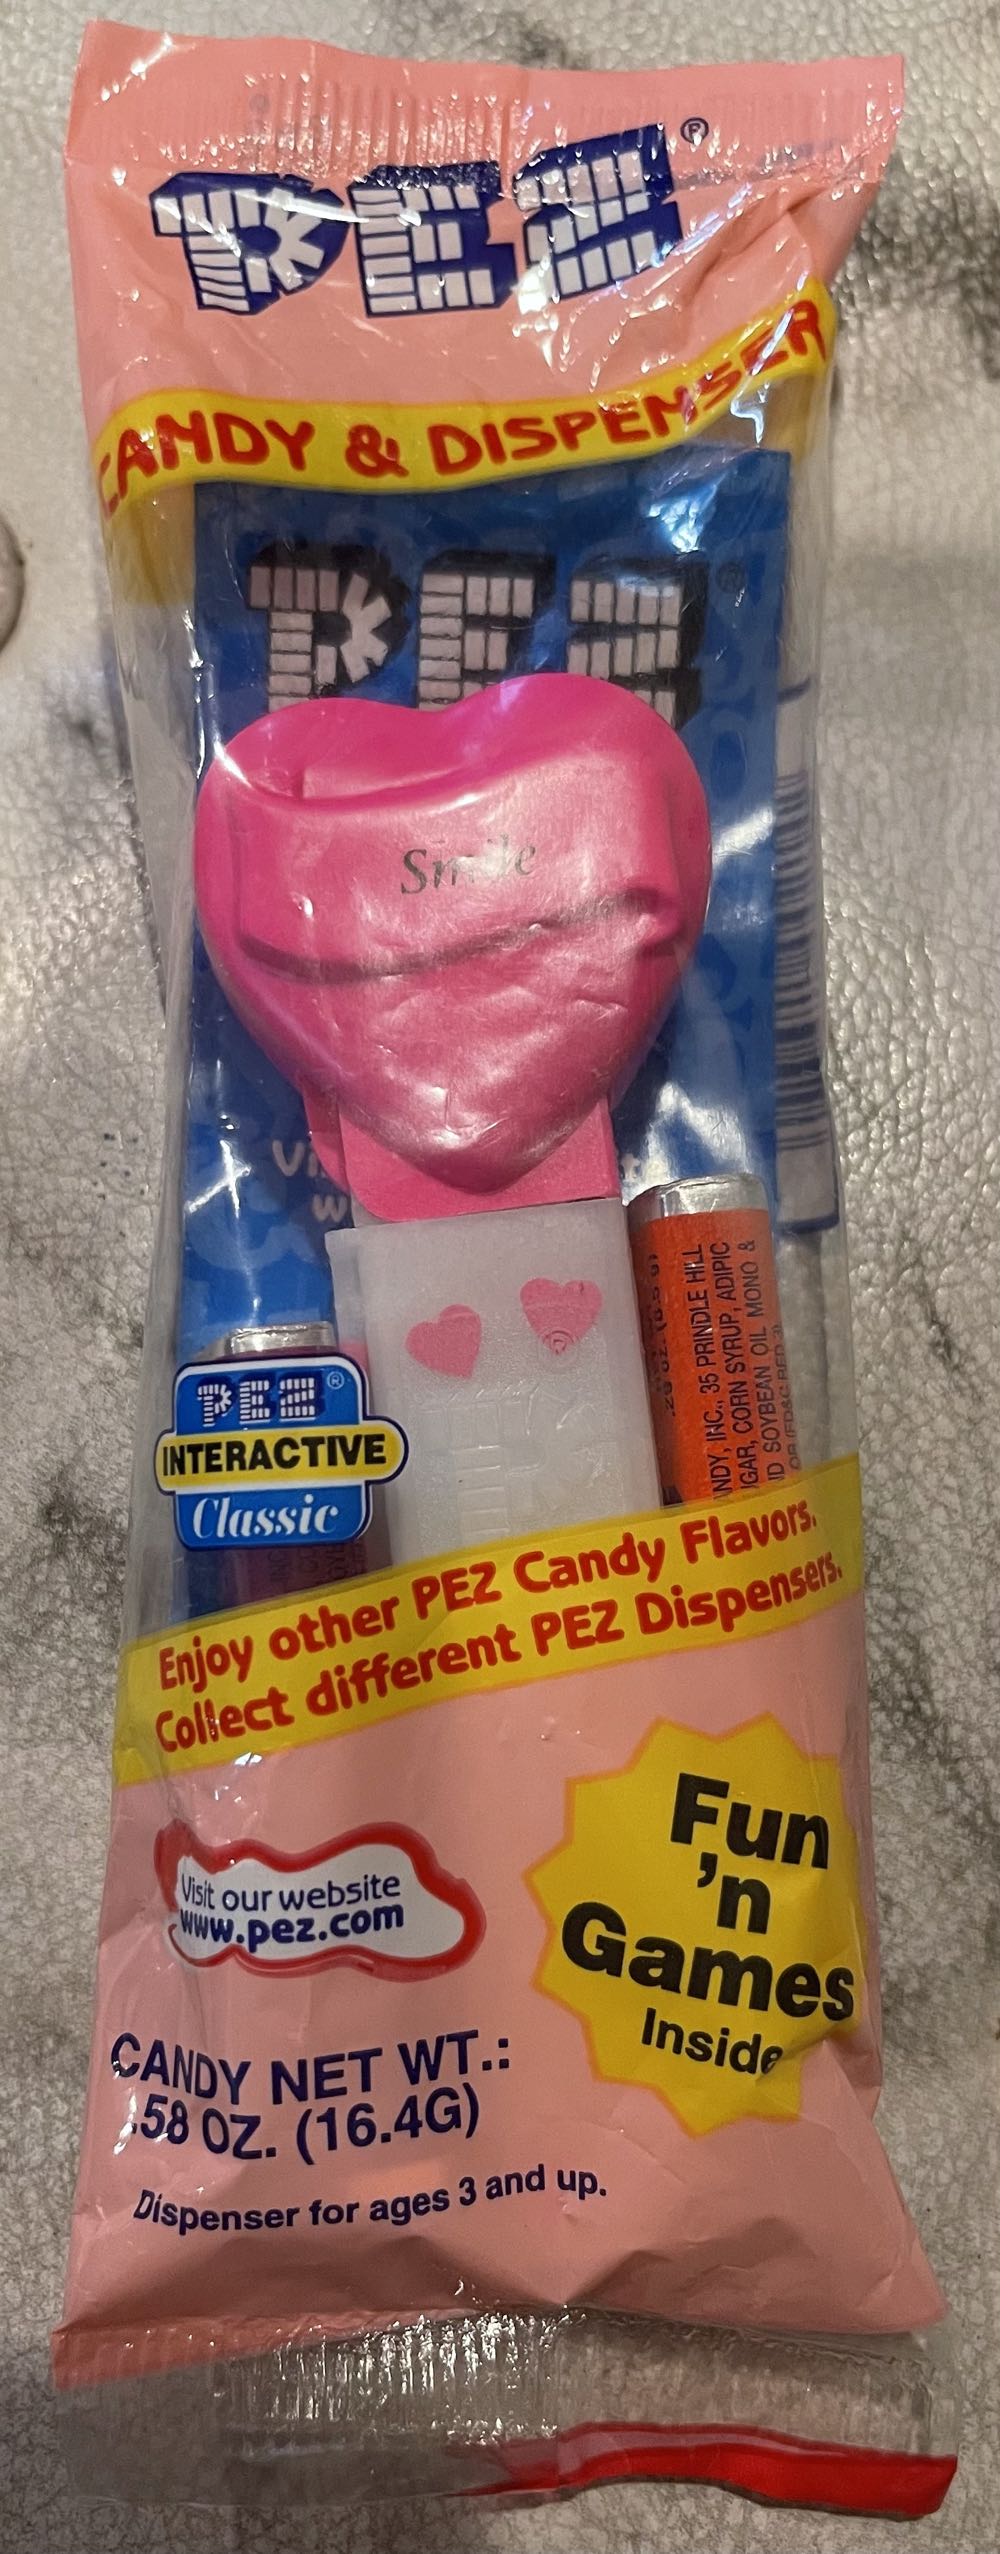 PEZ®
CANDY & DISPENSER
PEZ®
Smile
PEZ®
INTERACTIVE
Classic
ANDY, INC., 35 PRINDLE HILL
GAR, CORN SYRUP, ADIPIC
D SOYBEAN OIL, MONO &
Enjoy other PEZ Candy Flavors.
Collect different PEZ Dispensers.
Visit our website
www.pez.com
Fun
'n
Games
Inside
CANDY NET WT.:
.58 OZ. (16.4G)
Dispenser for ages 3 and up.